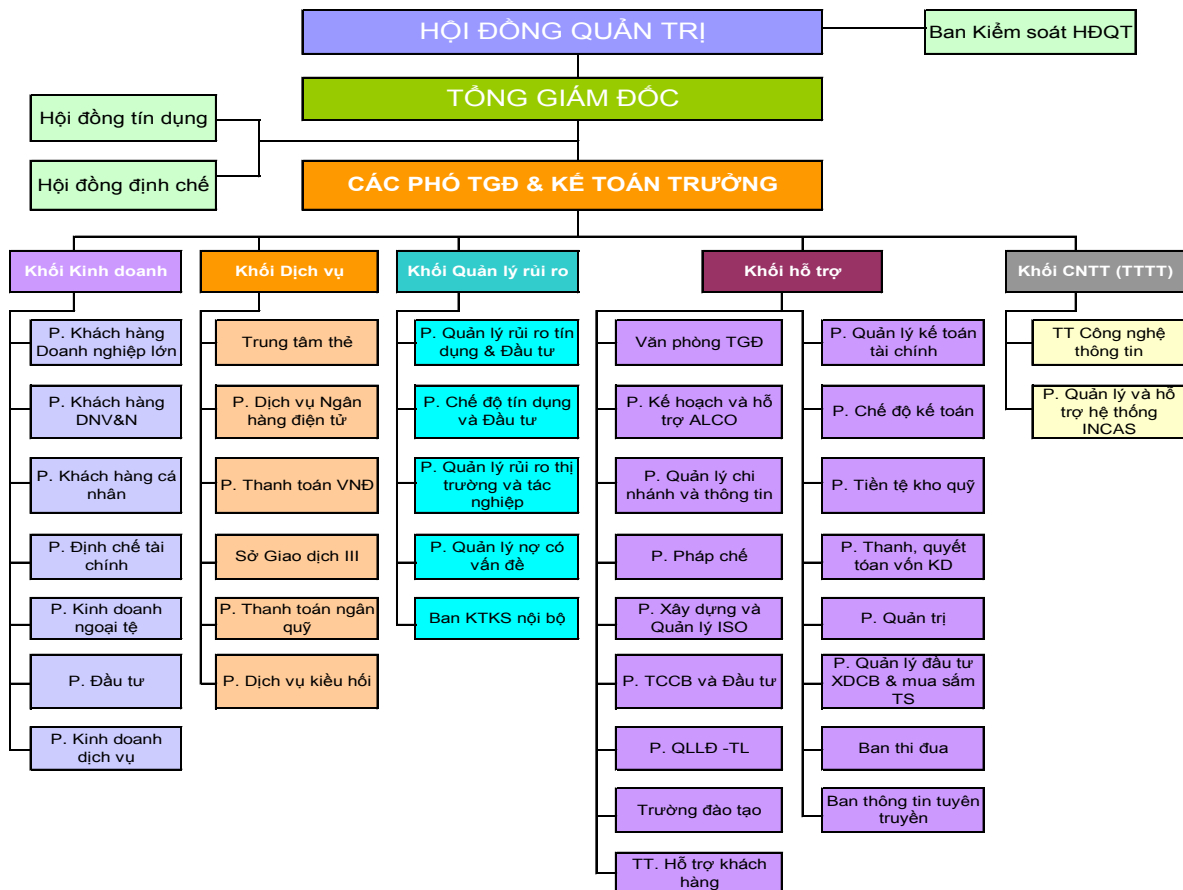 HỘI ĐỒNG QUẢN TRỊ
Ban Kiểm soát HĐQT
TỔNG GIÁM ĐỐC
Hội đồng tín dụng
Hội đồng định chế
CÁC PHÓ TGĐ & KẾ TOÁN TRƯỞNG
Khối Kinh doanh
Khối Dịch vụ
Khối Quản lý rủi ro
Khối hỗ trợ
Khối CNTT (TTTT)
P. Khách hàng
Doanh nghiệp lớn
P. Khách hàng
DNV&N
P. Khách hàng cá
nhân
P. Định chế tài
chính
P. Kinh doanh
ngoại tệ
P. Đầu tư
P. Kinh doanh
dịch vụ
Trung tâm thẻ
P. Dịch vụ Ngân
hàng điện tử
P. Thanh toán VNĐ
Sở Giao dịch III
P. Thanh toán ngân
quỹ
P. Dịch vụ kiều hối
P. Quản lý rủi ro tín
dụng & Đầu tư
P. Chế độ tín dụng
và Đầu tư
P. Quản lý rủi ro thị
trường và tác
nghiệp
P. Quản lý nợ có
vấn đề
Ban KTKS nội bộ
Văn phòng TGĐ
P. Kế hoạch và hỗ
trợ ALCO
P. Quản lý chi
nhánh và thông tin
P. Pháp chế
P. Xây dựng và
Quản lý ISO
P. TCCB và Đầu tư
P. QLLĐ -TL
Trường đào tạo
TT. Hỗ trợ khách
hàng
P. Quản lý kế toán
tài chính
P. Chế độ kế toán
P. Tiền tệ kho quỹ
P. Thanh, quyết
tóan vốn KD
P. Quản trị
P. Quản lý đầu tư
XDCB & mua sắm
TS
Ban thi đua
Ban thông tin tuyên
truyền
TT Công nghệ
thông tin
P. Quản lý và hỗ
trợ hệ thống
INCAS